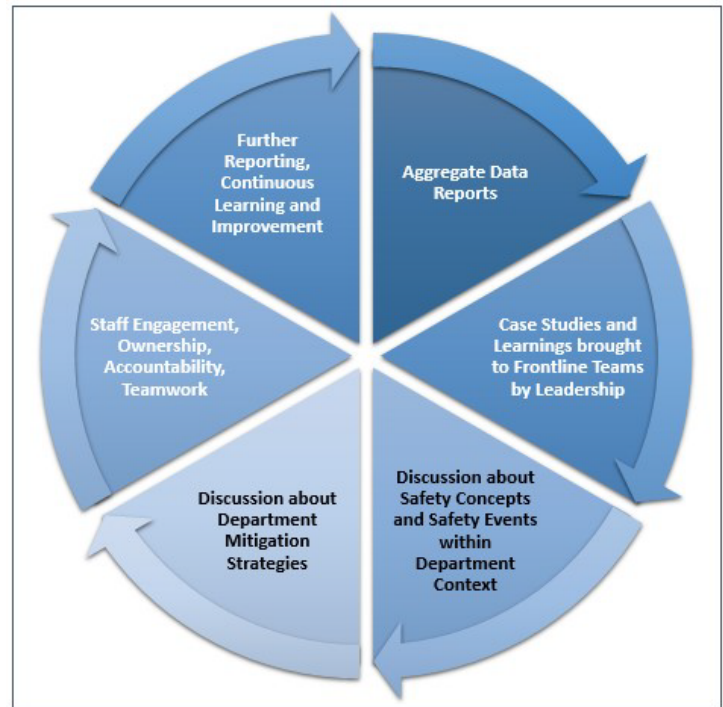 Aggregate Data
Reports
Case Studies and
Learnings brought
to Frontline Teams
by Leadership
Discussion about
Safety Concepts
and Safety Events
within
Department
Context
Discussion about
Department
Mitigation
Strategies
Staff Engagement,
Ownership,
Accountability,
Teamwork
Further
Reporting,
Continuous
Learning and
Improvement